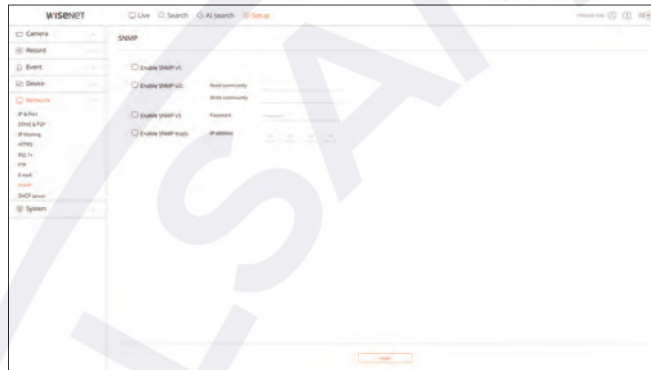 WISENET
Live Search AI search Setup
Camera
SNMP
Record
Event
Enable SNMP v1
Device
Enable SNMP v2c Read community
Write community
Network
IP & Port
Enable SNMP v3 Password
DDNS & P2P
IP filtering
Enable SNMP traps IP address
HTTPS
802.1x
FTP
E-mail
SNMP
DHCP server
System
Apply